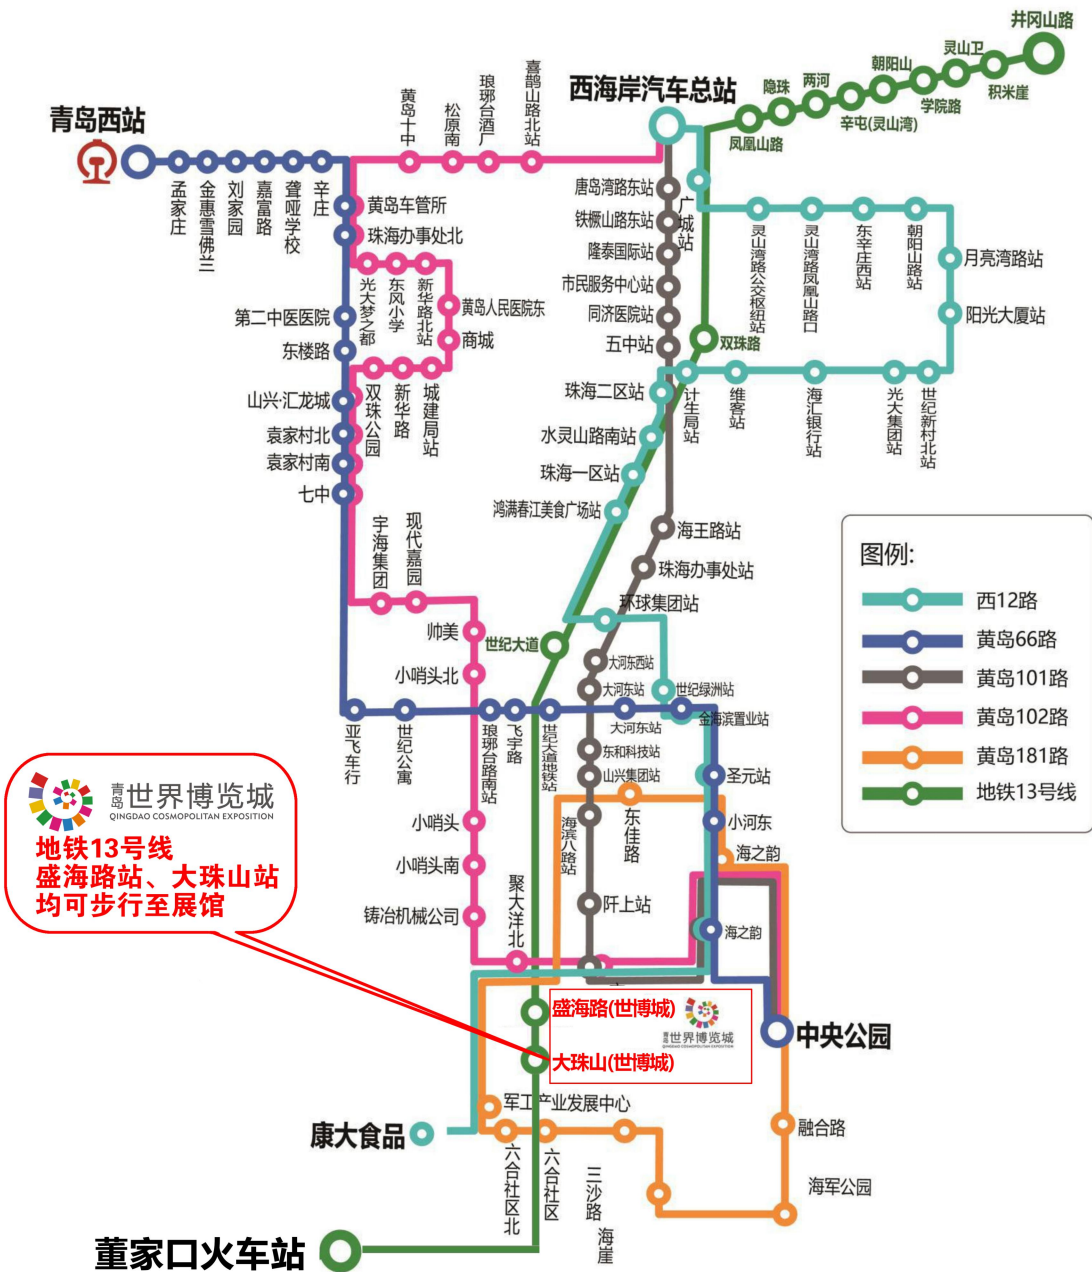 井冈山路
灵山卫
积米崖
朝阳山
学院路
两河
辛屯(灵山湾)
隐珠
凤凰山路
西海岸汽车总站
喜鹊山路北站
琅琊台酒厂
松原南
黄岛十中
青岛西站
孟家庄
金惠雪佛兰
刘家园
嘉富路
聋哑学校
辛庄
黄岛车管所
珠海办事处北
光大梦之都
东风小学
新华路北站
黄岛人民医院东
商城
第二中医医院
东楼路
山兴·汇龙城
袁家村北
袁家村南
七中
双珠公园
新华路
城建局站
唐岛湾路东站
广城站
铁橛山路东站
隆泰国际站
市民服务中心站
同济医院站
五中站
双珠路
灵山湾路公交枢纽站
灵山湾路凤凰山路口
东辛庄西站
朝阳山路站
月亮湾路站
阳光大厦站
珠海二区站
计生局站
维客站
海汇银行站
光大集团站
世纪新村北站
水灵山路南站
珠海一区站
鸿满春江美食广场站
海王路站
珠海办事处站
环球集团站
宇海集团
现代嘉园
帅美
小哨头北
世纪大道
大河东西站
大河东站
世纪绿洲站
金海滨置业站
大河东站
亚飞车行
世纪公寓
琅琊台路南站
飞宇路
世纪大道地铁站
东和科技站
山兴集团站
圣元站
小河东
海之韵
东佳路
海滨八路站
小哨头
小哨头南
铸冶机械公司
聚大洋北
阡上站
海之韵
图例:
西12路
黄岛66路
黄岛101路
黄岛102路
黄岛181路
地铁13号线
青岛世界博览城
QINGDAO COSMOPOLITAN EXPOSITION
地铁13号线
盛海路站、大珠山站
均可步行至展馆
盛海路(世博城)
青岛世界博览城
QINGDAO COSMOPOLITAN EXPOSITION
大珠山(世博城)
中央公园
军工产业发展中心
康大食品
六合社区北
六合社区
三沙路
海崖
融合路
海军公园
董家口火车站